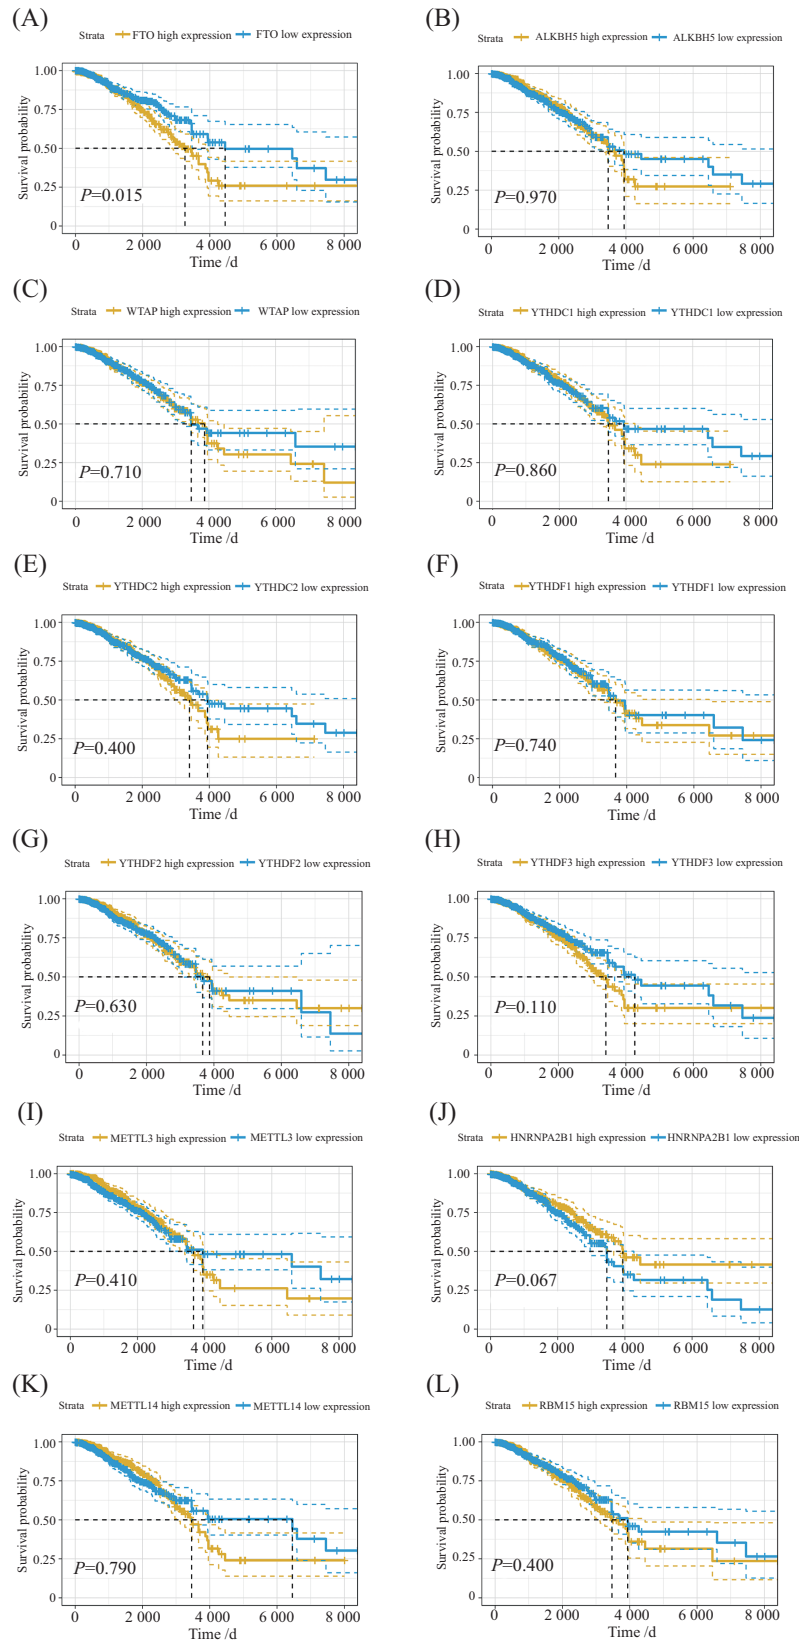 (A)
Strata FTO high expression FTO low expression
1.00
0.75
0.50
0.25
0
Survival probability
P=0.015
0 2 000 4 000 6 000 8 000
Time /d
(B)
Strata ALKBH5 high expression ALKBH5 low expression
1.00
0.75
0.50
0.25
0
Survival probability
P=0.970
0 2 000 4 000 6 000 8 000
Time /d
(C)
Strata WTAP high expression WTAP low expression
1.00
0.75
0.50
0.25
0
Survival probability
P=0.710
0 2 000 4 000 6 000 8 000
Time /d
(D)
Strata YTHDC1 high expression YTHDC1 low expression
1.00
0.75
0.50
0.25
0
Survival probability
P=0.860
0 2 000 4 000 6 000 8 000
Time /d
(E)
Strata YTHDC2 high expression YTHDC2 low expression
1.00
0.75
0.50
0.25
0
Survival probability
P=0.400
0 2 000 4 000 6 000 8 000
Time /d
(F)
Strata YTHDF1 high expression YTHDF1 low expression
1.00
0.75
0.50
0.25
0
Survival probability
P=0.740
0 2 000 4 000 6 000 8 000
Time /d
(G)
Strata YTHDF2 high expression YTHDF2 low expression
1.00
0.75
0.50
0.25
0
Survival probability
P=0.630
0 2 000 4 000 6 000 8 000
Time /d
(H)
Strata YTHDF3 high expression YTHDF3 low expression
1.00
0.75
0.50
0.25
0
Survival probability
P=0.110
0 2 000 4 000 6 000 8 000
Time /d
(I)
Strata METTL3 high expression METTL3 low expression
1.00
0.75
0.50
0.25
0
Survival probability
P=0.410
0 2 000 4 000 6 000 8 000
Time /d
(J)
Strata HNRNPA2B1 high expression HNRNPA2B1 low expression
1.00
0.75
0.50
0.25
0
Survival probability
P=0.067
0 2 000 4 000 6 000 8 000
Time /d
(K)
Strata METTL14 high expression METTL14 low expression
1.00
0.75
0.50
0.25
0
Survival probability
P=0.790
0 2 000 4 000 6 000 8 000
Time /d
(L)
Strata RBM15 high expression RBM15 low expression
1.00
0.75
0.50
0.25
0
Survival probability
P=0.400
0 2 000 4 000 6 000 8 000
Time /d